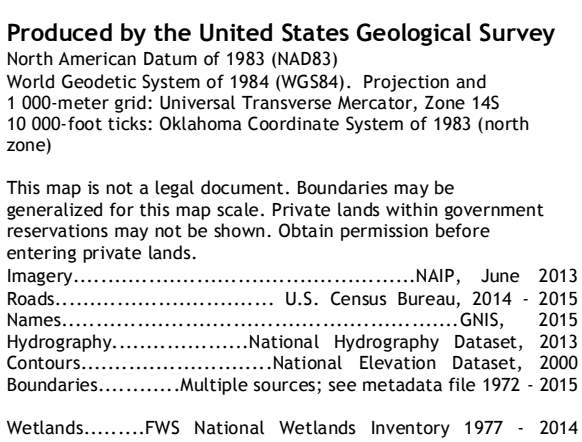 Produced by the United States Geological Survey
North American Datum of 1983 (NAD83)
World Geodetic System of 1984 (WGS84). Projection and
1 000-meter grid: Universal Transverse Mercator, Zone 14S
10 000-foot ticks: Oklahoma Coordinate System of 1983 (north
zone)
This map is not a legal document. Boundaries may be
generalized for this map scale. Private lands within government
reservations may not be shown. Obtain permission before
entering private lands.
Imagery..................................................NAIP, June 2013
Roads................................ U.S. Census Bureau, 2014 - 2015
Names..........................................................GNIS, 2015
Hydrography....................National Hydrography Dataset, 2013
Contours............................National Elevation Dataset, 2000
Boundaries...........Multiple sources; see metadata file 1972 - 2015
Wetlands.........FWS National Wetlands Inventory 1977 - 2014